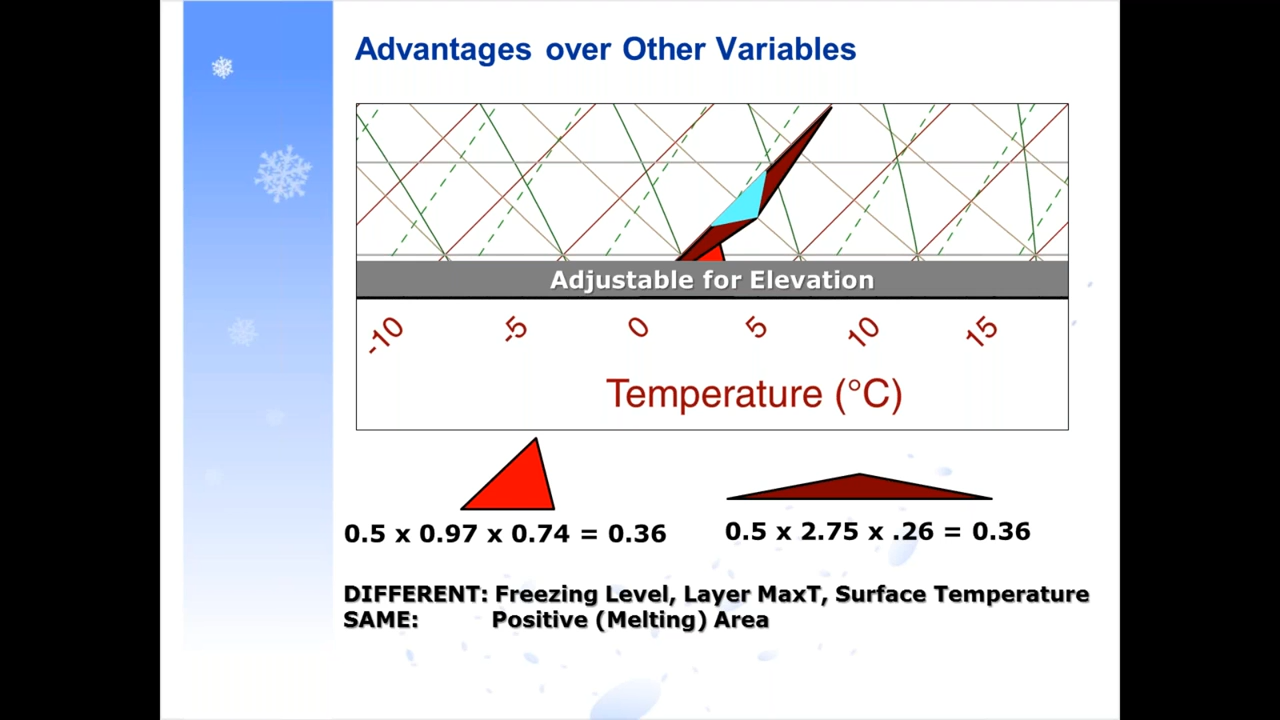 Advantages over Other Variables
Adjustable for Elevation
-10 -5 0 5 10 15
Temperature (°C)
0.5 x 0.97 x 0.74 = 0.36
0.5 x 2.75 x .26 = 0.36
DIFFERENT: Freezing Level, Layer MaxT, Surface Temperature
SAME: Positive (Melting) Area